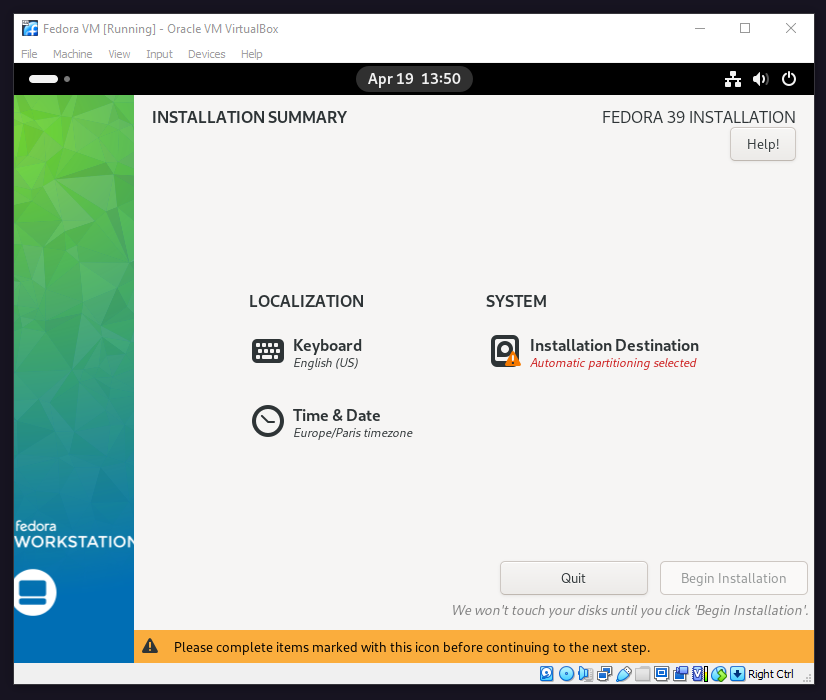 Fedora VM [Running] - Oracle VM VirtualBox
File Machine View Input Devices Help
Apr 19 13:50
INSTALLATION SUMMARY
FEDORA 39 INSTALLATION
Help!
LOCALIZATION
Keyboard
English (US)
Time & Date
Europe/Paris timezone
SYSTEM
Installation Destination
Automatic partitioning selected
fedora
WORKSTATION
Quit
Begin Installation
We won't touch your disks until you click 'Begin Installation'.
Please complete items marked with this icon before continuing to the next step.
Right Ctrl